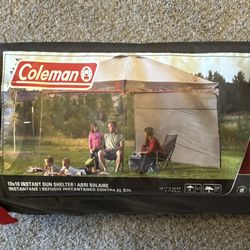 Coleman
10x10 INSTANT SUN SHELTER / ABRI SOLAIRE
INSTANTANÉ / REFUGIO INSTANTÁNEO CONTRA EL SOL